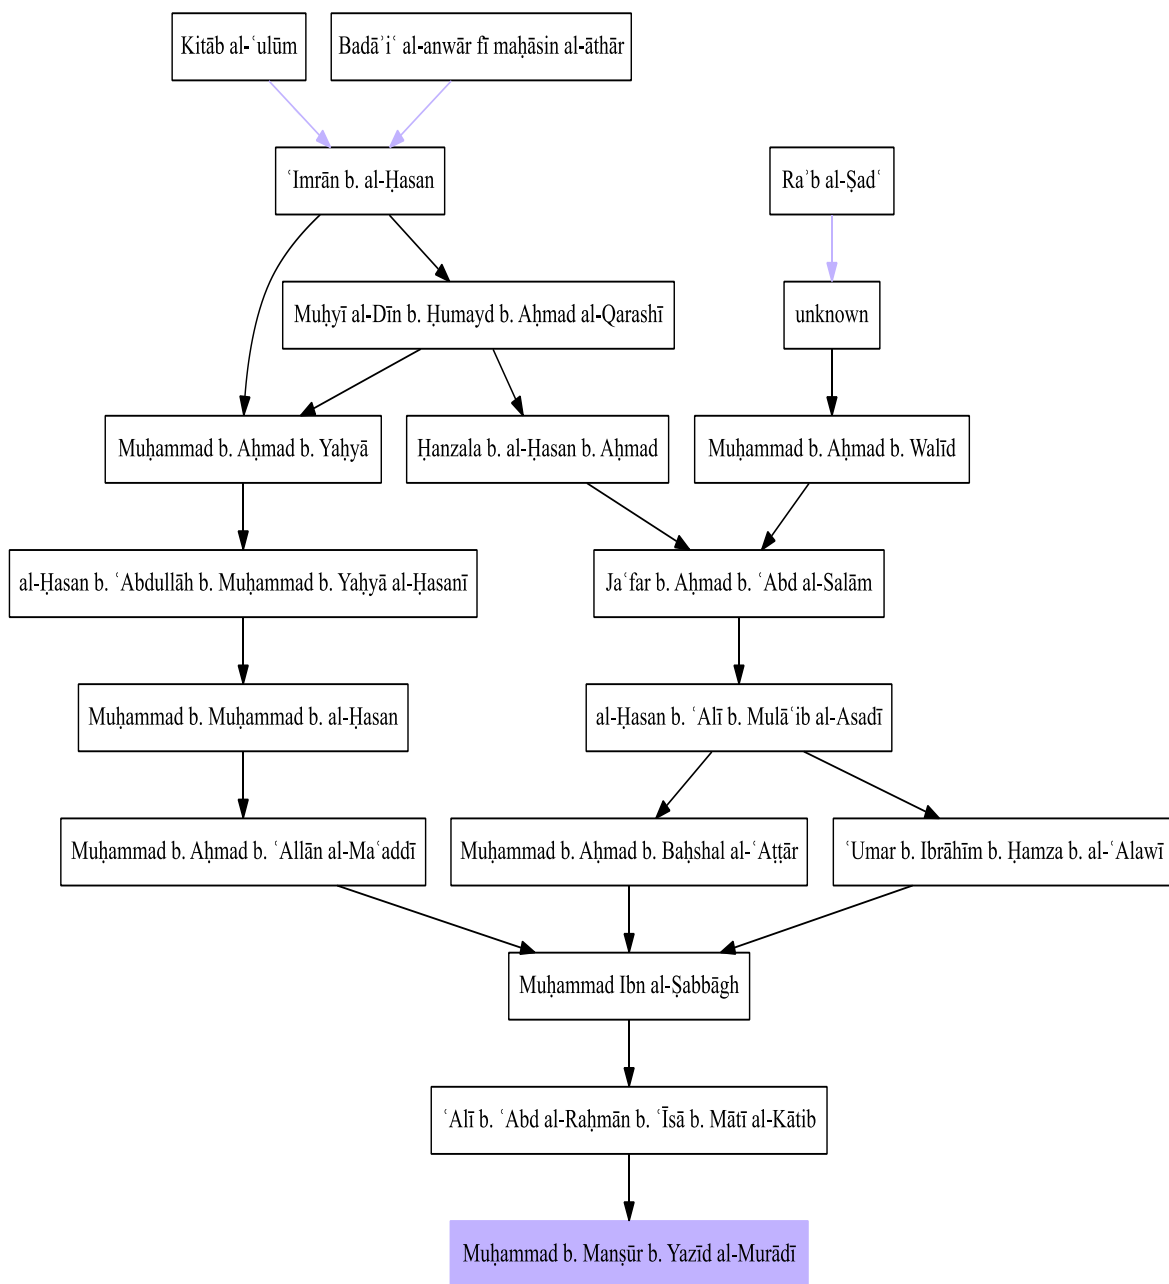 Kitāb al-ʿulūm
Badāʾiʿ al-anwār fī maḥāsin al-āthār
ʿImrān b. al-Ḥasan
Raʾb al-Ṣadʿ
Muḥyī al-Dīn b. Ḥumayd b. Aḥmad al-Qarashī
unknown
Muḥammad b. Aḥmad b. Yaḥyā
Ḥanzala b. al-Ḥasan b. Aḥmad
Muḥammad b. Aḥmad b. Walīd
al-Ḥasan b. ʿAbdullāh b. Muḥammad b. Yaḥyā al-Ḥasanī
Jaʿfar b. Aḥmad b. ʿAbd al-Salām
Muḥammad b. Muḥammad b. al-Ḥasan
al-Ḥasan b. ʿAlī b. Mulāʿib al-Asadī
Muḥammad b. Aḥmad b. ʿAllān al-Maʿaddī
Muḥammad b. Aḥmad b. Baḥshal al-ʿAṭṭār
ʿUmar b. Ibrāhīm b. Ḥamza b. al-ʿAlawī
Muḥammad Ibn al-Ṣabbāgh
ʿAlī b. ʿAbd al-Raḥmān b. ʿĪsā b. Mātī al-Kātib
Muḥammad b. Manṣūr b. Yazīd al-Murādī